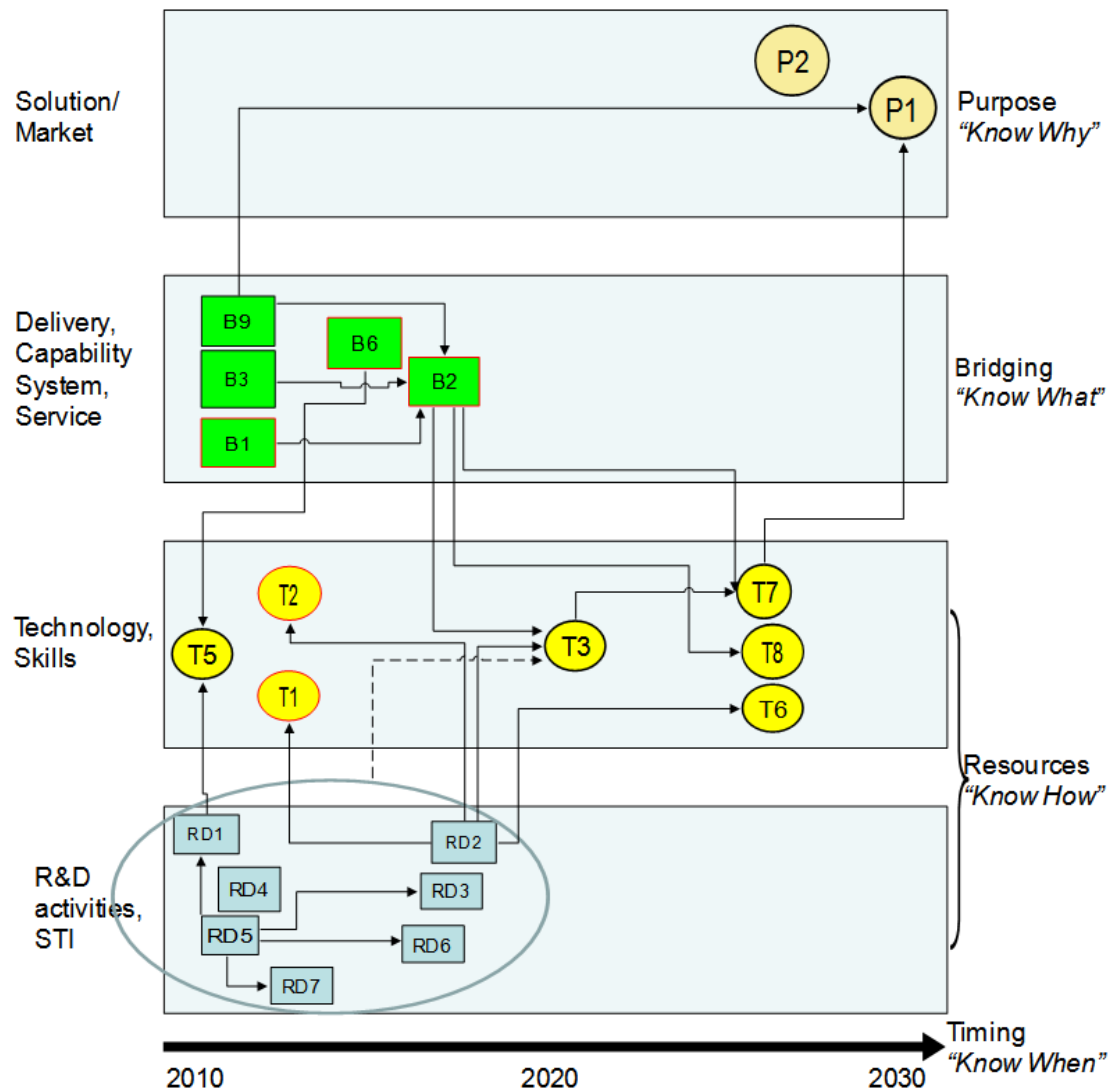 P2
Solution/
Market
P1
Purpose
“Know Why”
Delivery,
Capability
System,
Service
B9
B6
B3
B2
B1
Bridging
“Know What”
Technology,
Skills
T2
T7
T5
T3
T8
T1
T6
Resources
“Know How”
R&D
activities,
STI
RD1
RD2
RD4
RD3
RD5
RD6
RD7
Timing
“Know When”
2010
2020
2030